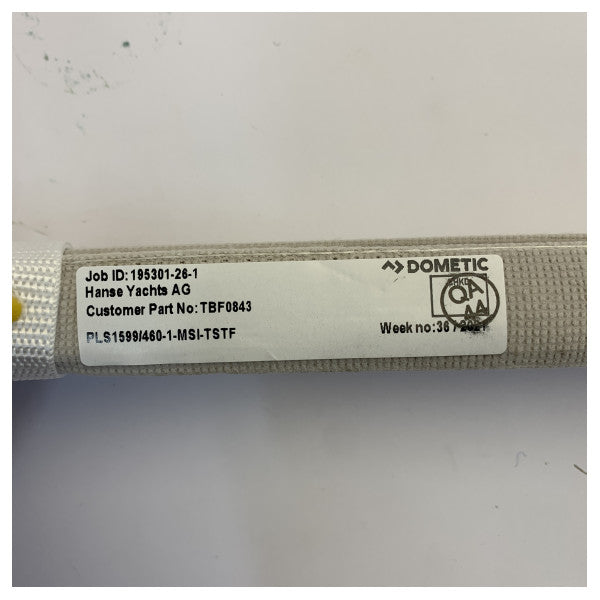 Job ID: 195301-26-1
Hanse Yachts AG
Customer Part No: TBF0843
PLS1599/460-1-MSI-TSTF
DOMETIC
QA
AA
Week no: 36 / 2021